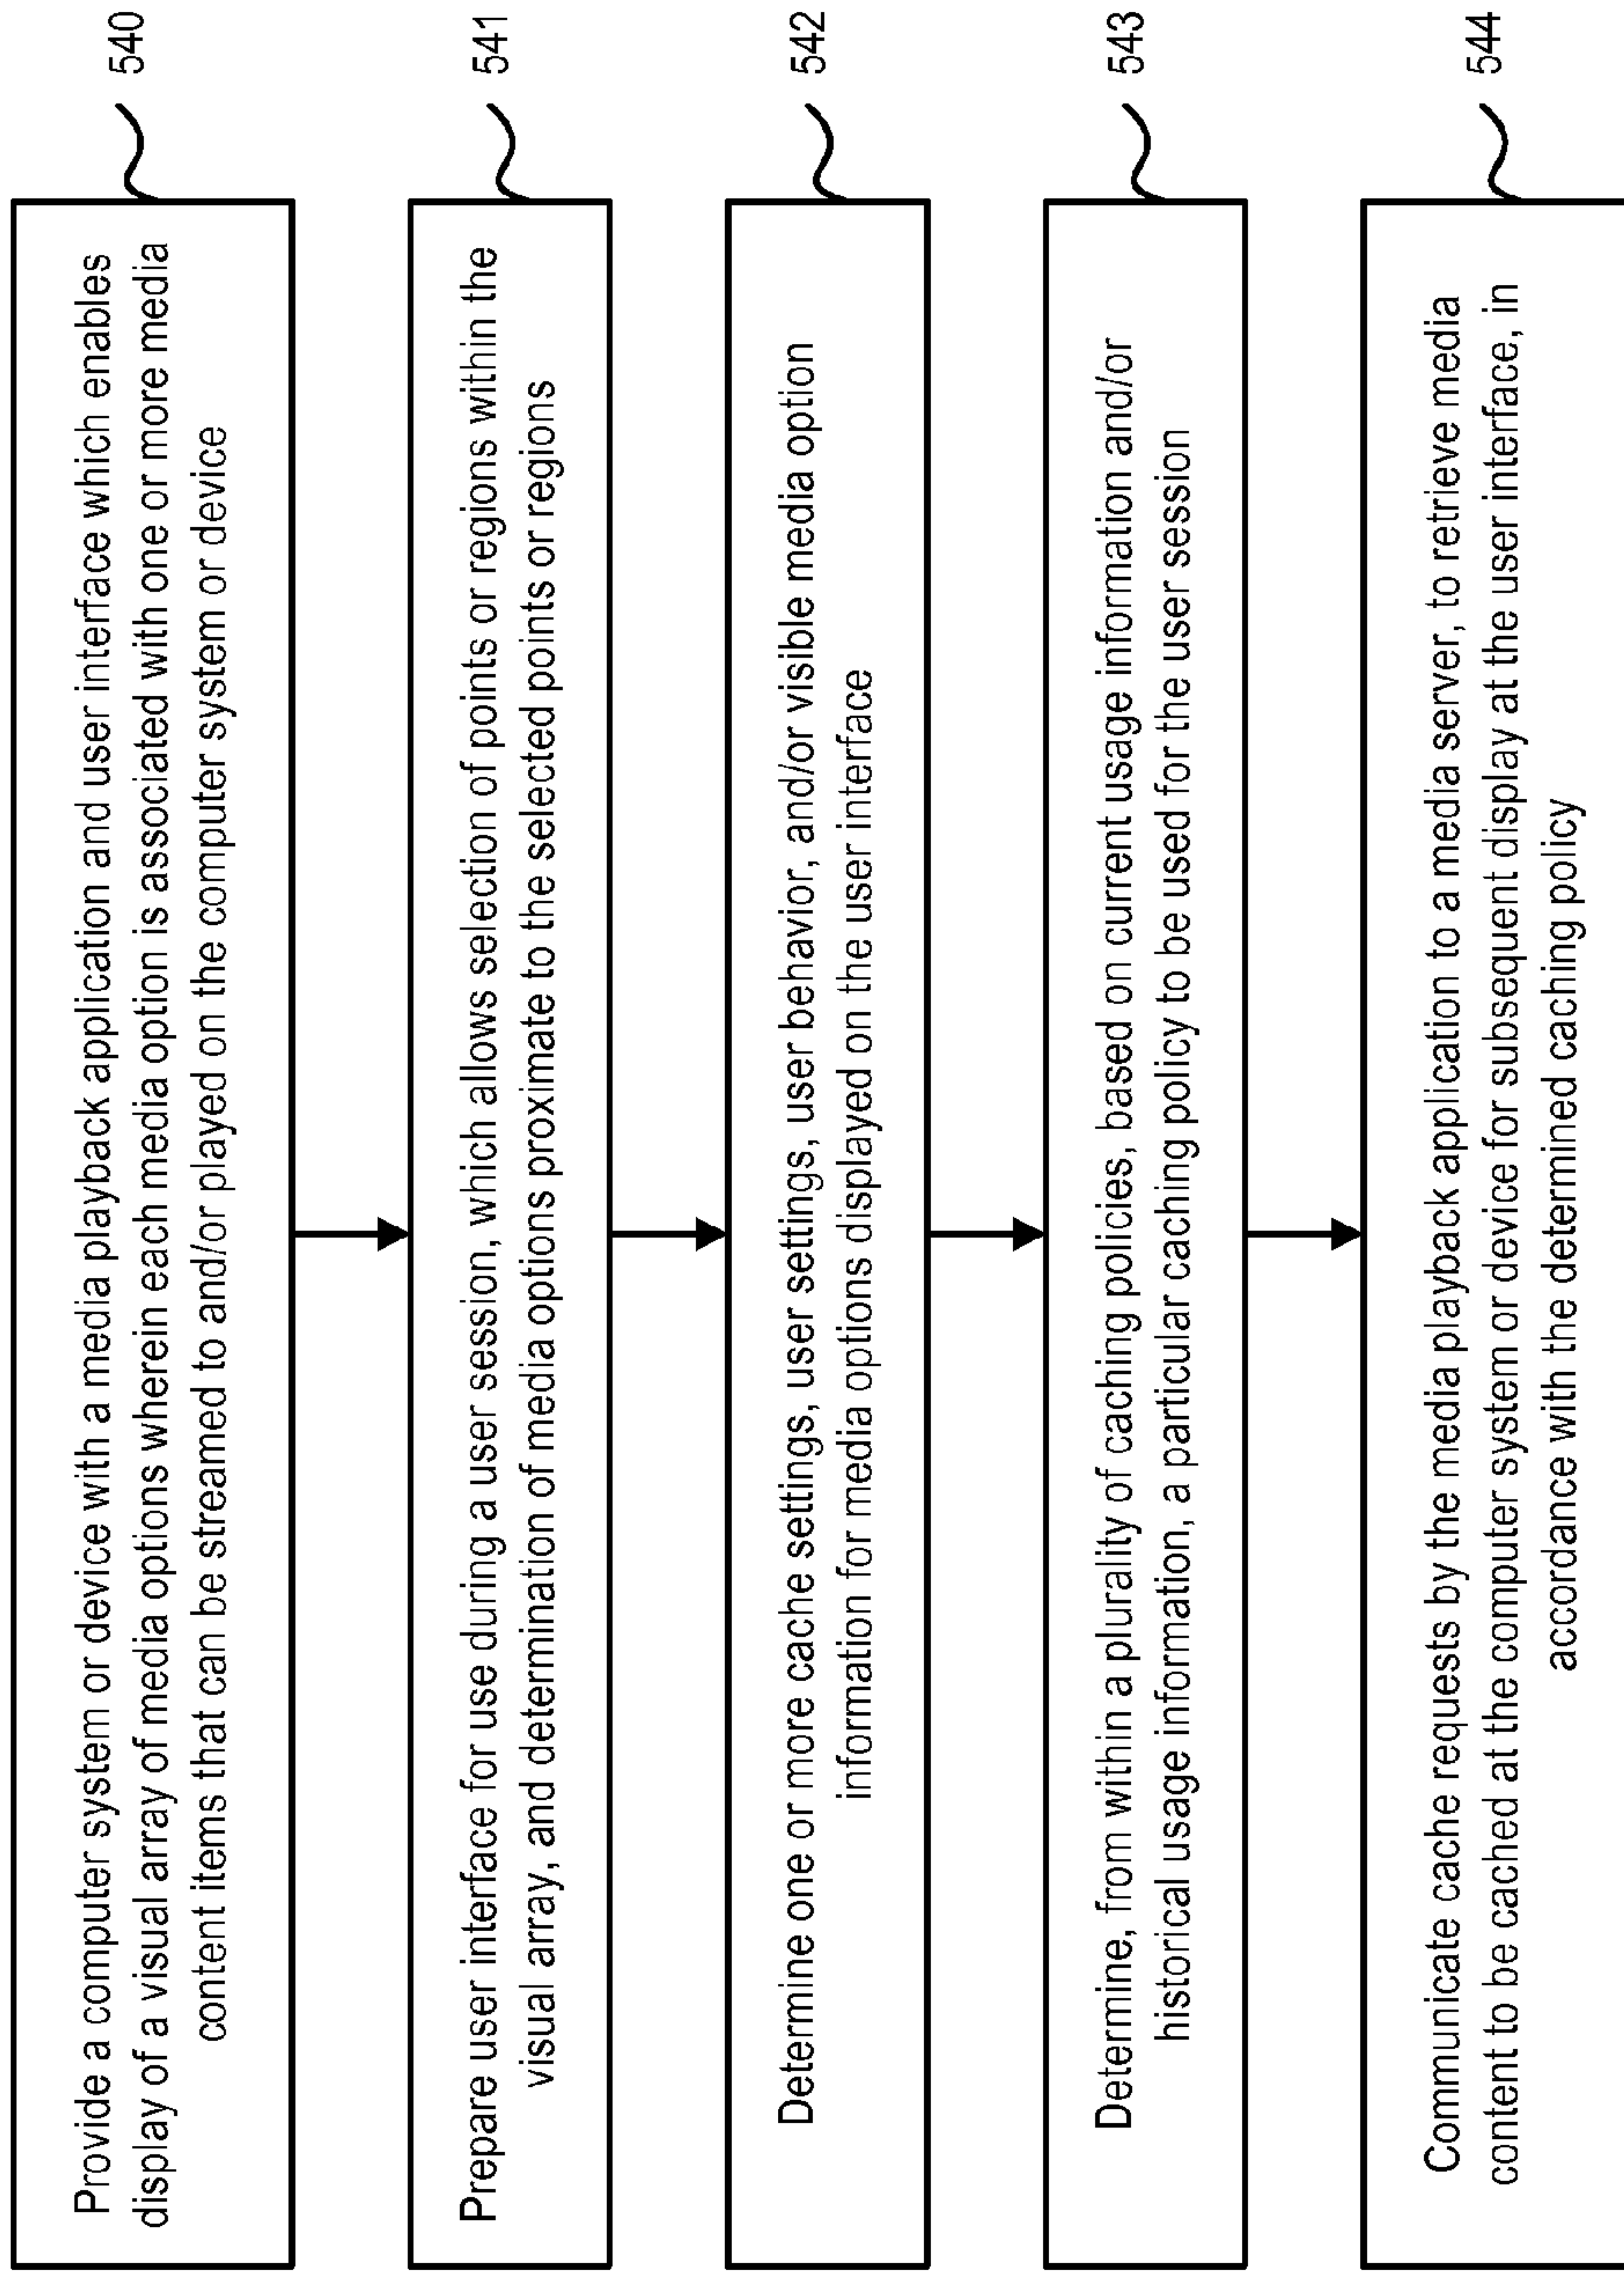 Provide a computer system or device with a media playback application and user interface which enables
display of a visual array of media options wherein each media option is associated with one or more media
content items that can be streamed to and/or played on the computer system or device
540
Prepare user interface for use during a user session, which allows selection of points or regions within the
visual array, and determination of media options proximate to the selected points or regions
541
Determine one or more cache settings, user settings, user behavior, and/or visible media option
information for media options displayed on the user interface
542
Determine, from within a plurality of caching policies, based on current usage information and/or
historical usage information, a particular caching policy to be used for the user session
543
Communicate cache requests by the media playback application to a media server, to retrieve media
content to be cached at the computer system or device for subsequent display at the user interface, in
accordance with the determined caching policy
544